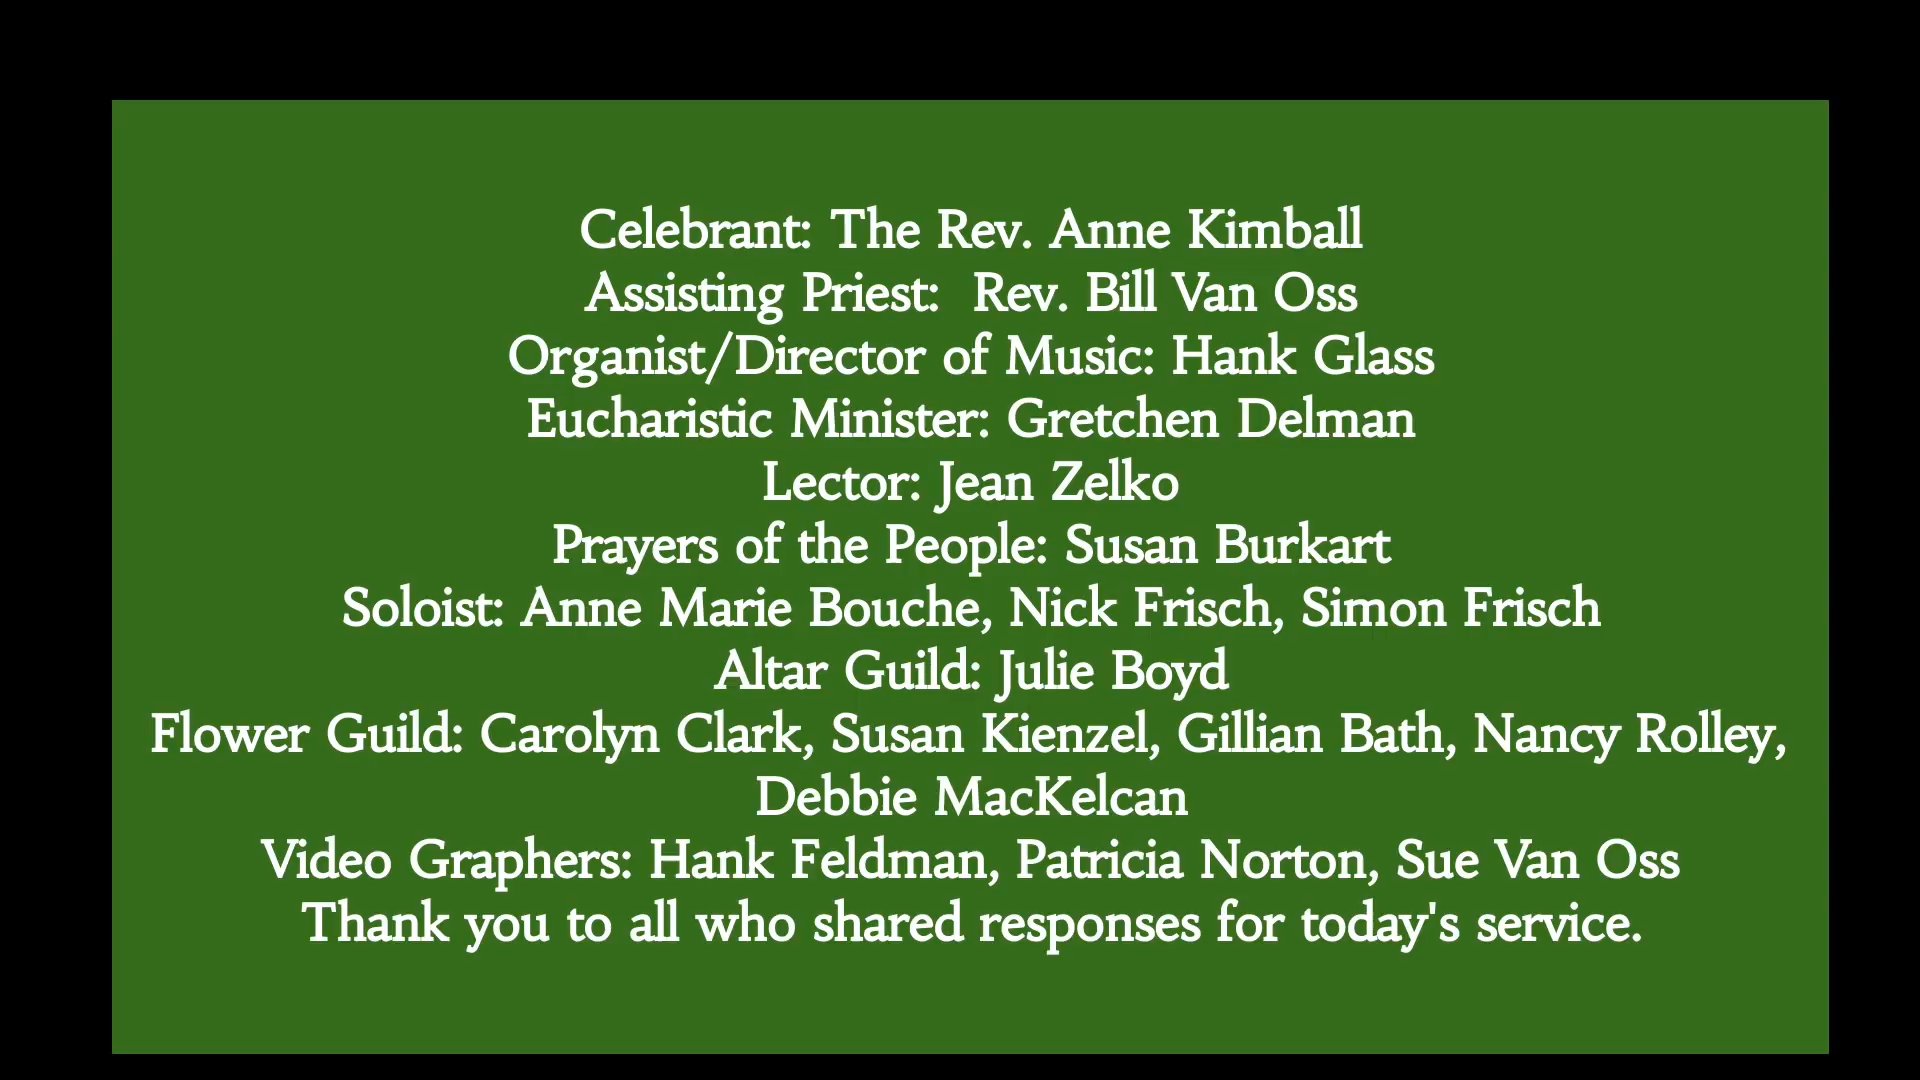 Celebrant: The Rev. Anne Kimball
Assisting Priest:  Rev. Bill Van Oss
Organist/Director of Music: Hank Glass
Eucharistic Minister: Gretchen Delman
Lector: Jean Zelko
Prayers of the People: Susan Burkart
Soloist: Anne Marie Bouche, Nick Frisch, Simon Frisch
Altar Guild: Julie Boyd
Flower Guild: Carolyn Clark, Susan Kienzel, Gillian Bath, Nancy Rolley,
Debbie MacKelcan
Video Graphers: Hank Feldman, Patricia Norton, Sue Van Oss
Thank you to all who shared responses for today's service.